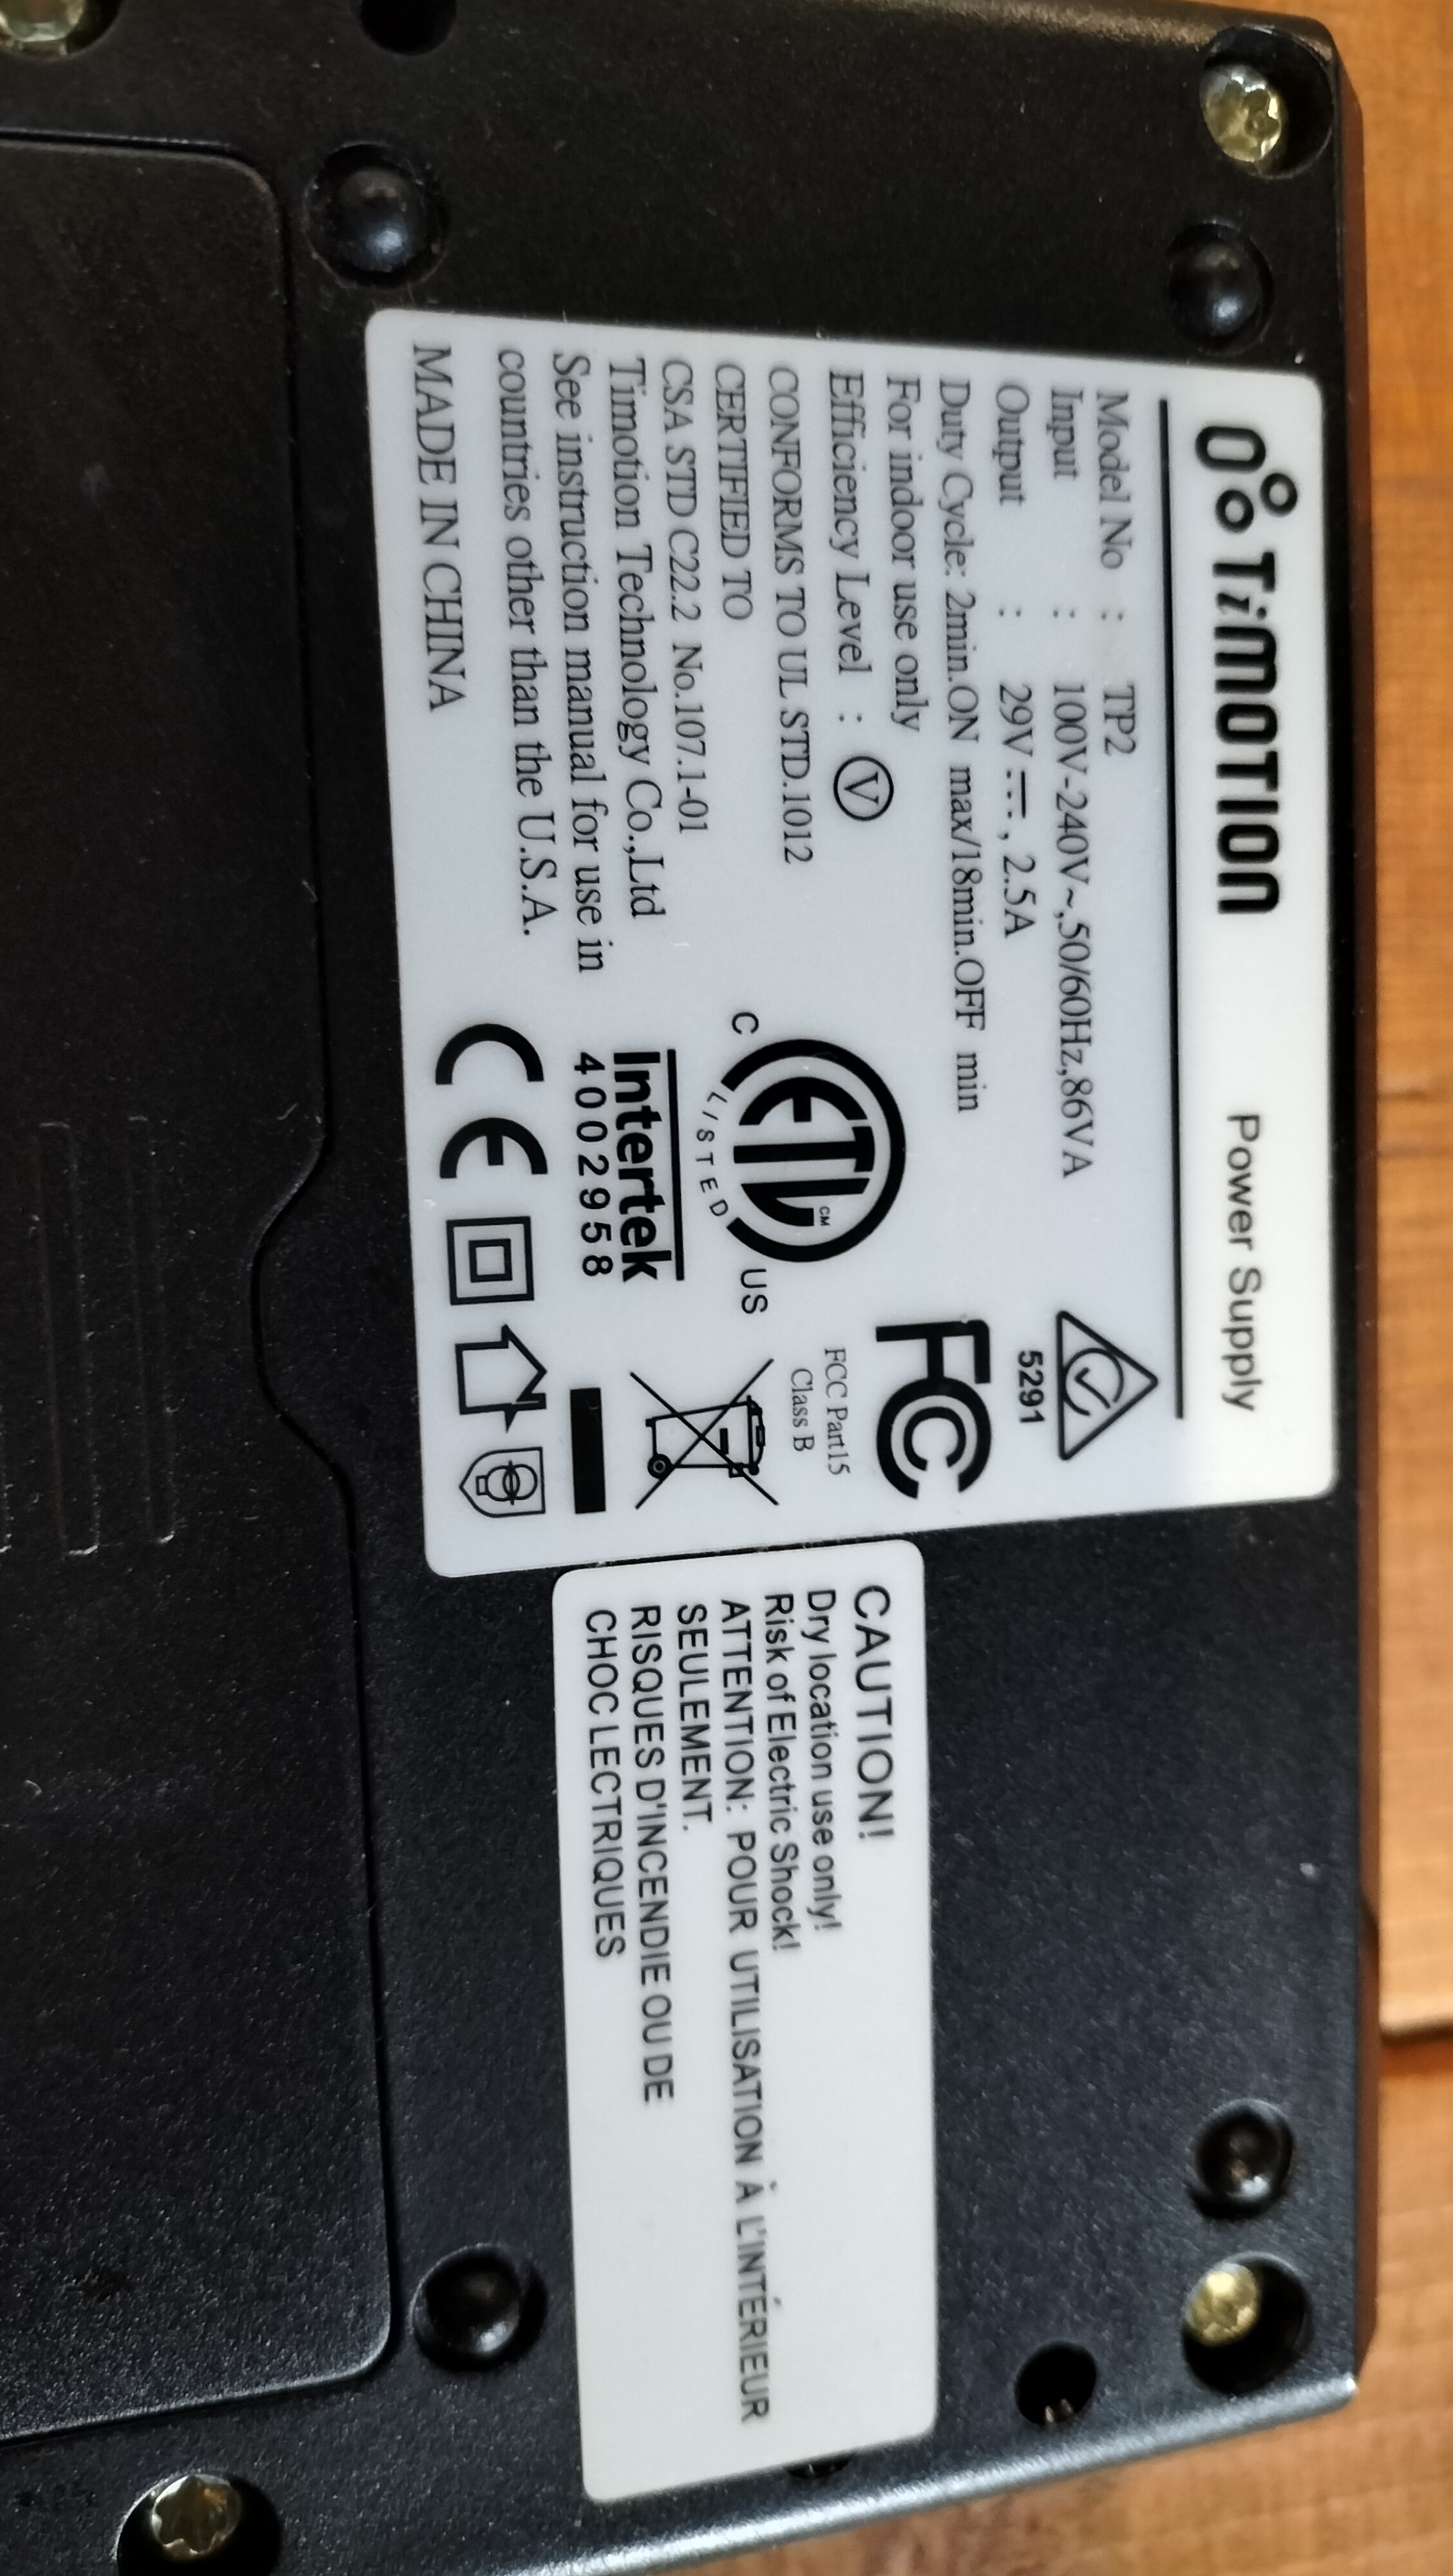 TiMOTION Power Supply
Model No : TP2
Input : 100V-240V~,50/60Hz,86VA
Output : 29V⎓, 2.5A
Duty Cycle: 2min.ON max/18min.OFF min
For indoor use only
Efficiency Level : V
CONFORMS TO UL STD.1012
CERTIFIED TO
CSA STD C22.2 No.107.1-01
Timotion Technology Co.,Ltd
See instruction manual for use in
countries other than the U.S.A.
MADE IN CHINA
5291
FC
FCC Part15
Class B
ETL CM
C LISTED US
Intertek
4002958
CE
CAUTION!
Dry location use only!
Risk of Electric Shock!
ATTENTION: POUR UTILISATION À L'INTÉRIEUR
SEULEMENT.
RISQUES D'INCENDIE OU DE
CHOC LECTRIQUES